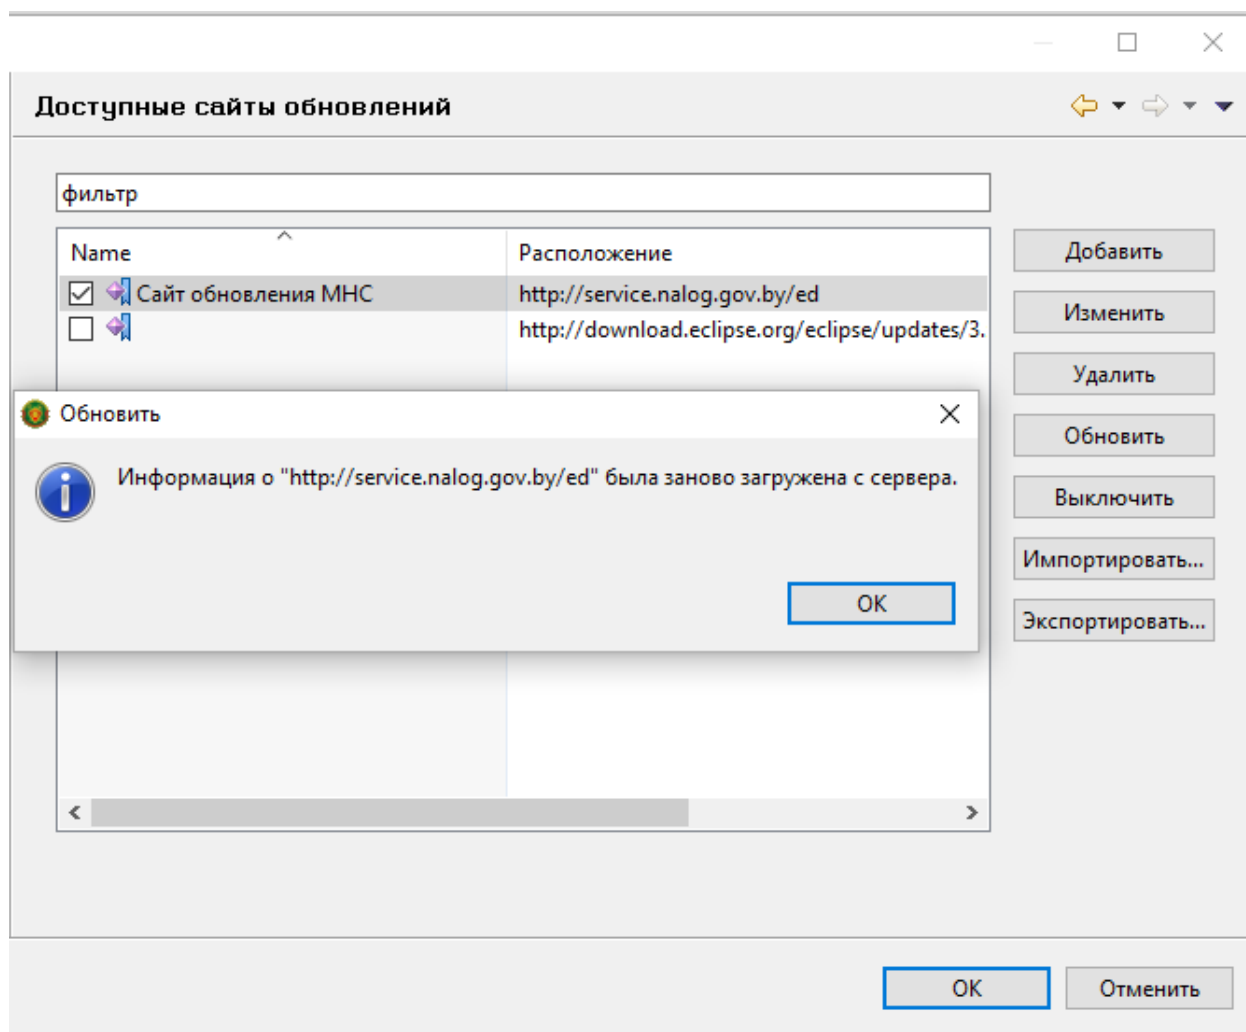 Доступные сайты обновлений
фильтр
Name Расположение
Сайт обновления МНС http://service.nalog.gov.by/ed
http://download.eclipse.org/eclipse/updates/3.
Добавить
Изменить
Удалить
Обновить
Выключить
Импортировать...
Экспортировать...
Обновить
Информация о "http://service.nalog.gov.by/ed" была заново загружена с сервера.
OK
OK Отменить